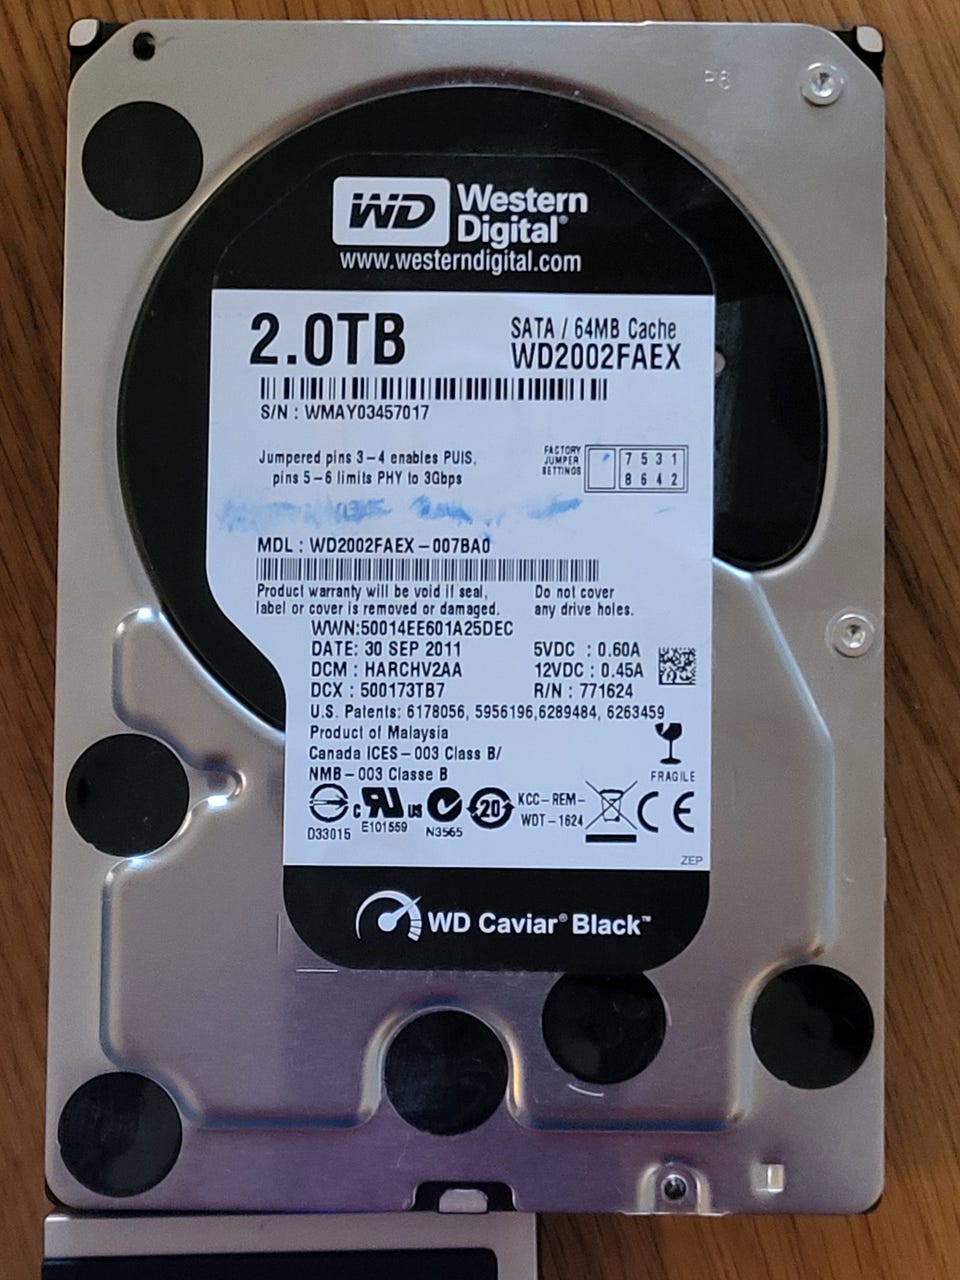 P6
WD Western
Digital®
www.westerndigital.com
2.0TB
SATA / 64MB Cache
WD2002FAEX
S/N : WMAY03457017
Jumpered pins 3-4 enables PUIS,
pins 5-6 limits PHY to 3Gbps
FACTORY
JUMPER
SETTINGS
7 5 3 1
8 6 4 2
MDL : WD2002FAEX-007BA0
Product warranty will be void if seal,
label or cover is removed or damaged.
Do not cover
any drive holes.
WWN:50014EE601A25DEC
DATE: 30 SEP 2011
DCM : HARCHV2AA
DCX : 500173TB7
5VDC : 0.60A
12VDC : 0.45A
R/N : 771624
U.S. Patents: 6178056, 5956196,6289484, 6263459
Product of Malaysia
Canada ICES-003 Class B/
NMB-003 Classe B
FRAGILE
D33015
c UR us
E101559
N3565
20
KCC-REM-
WDT-1624
CE
ZEP
WD Caviar® Black™